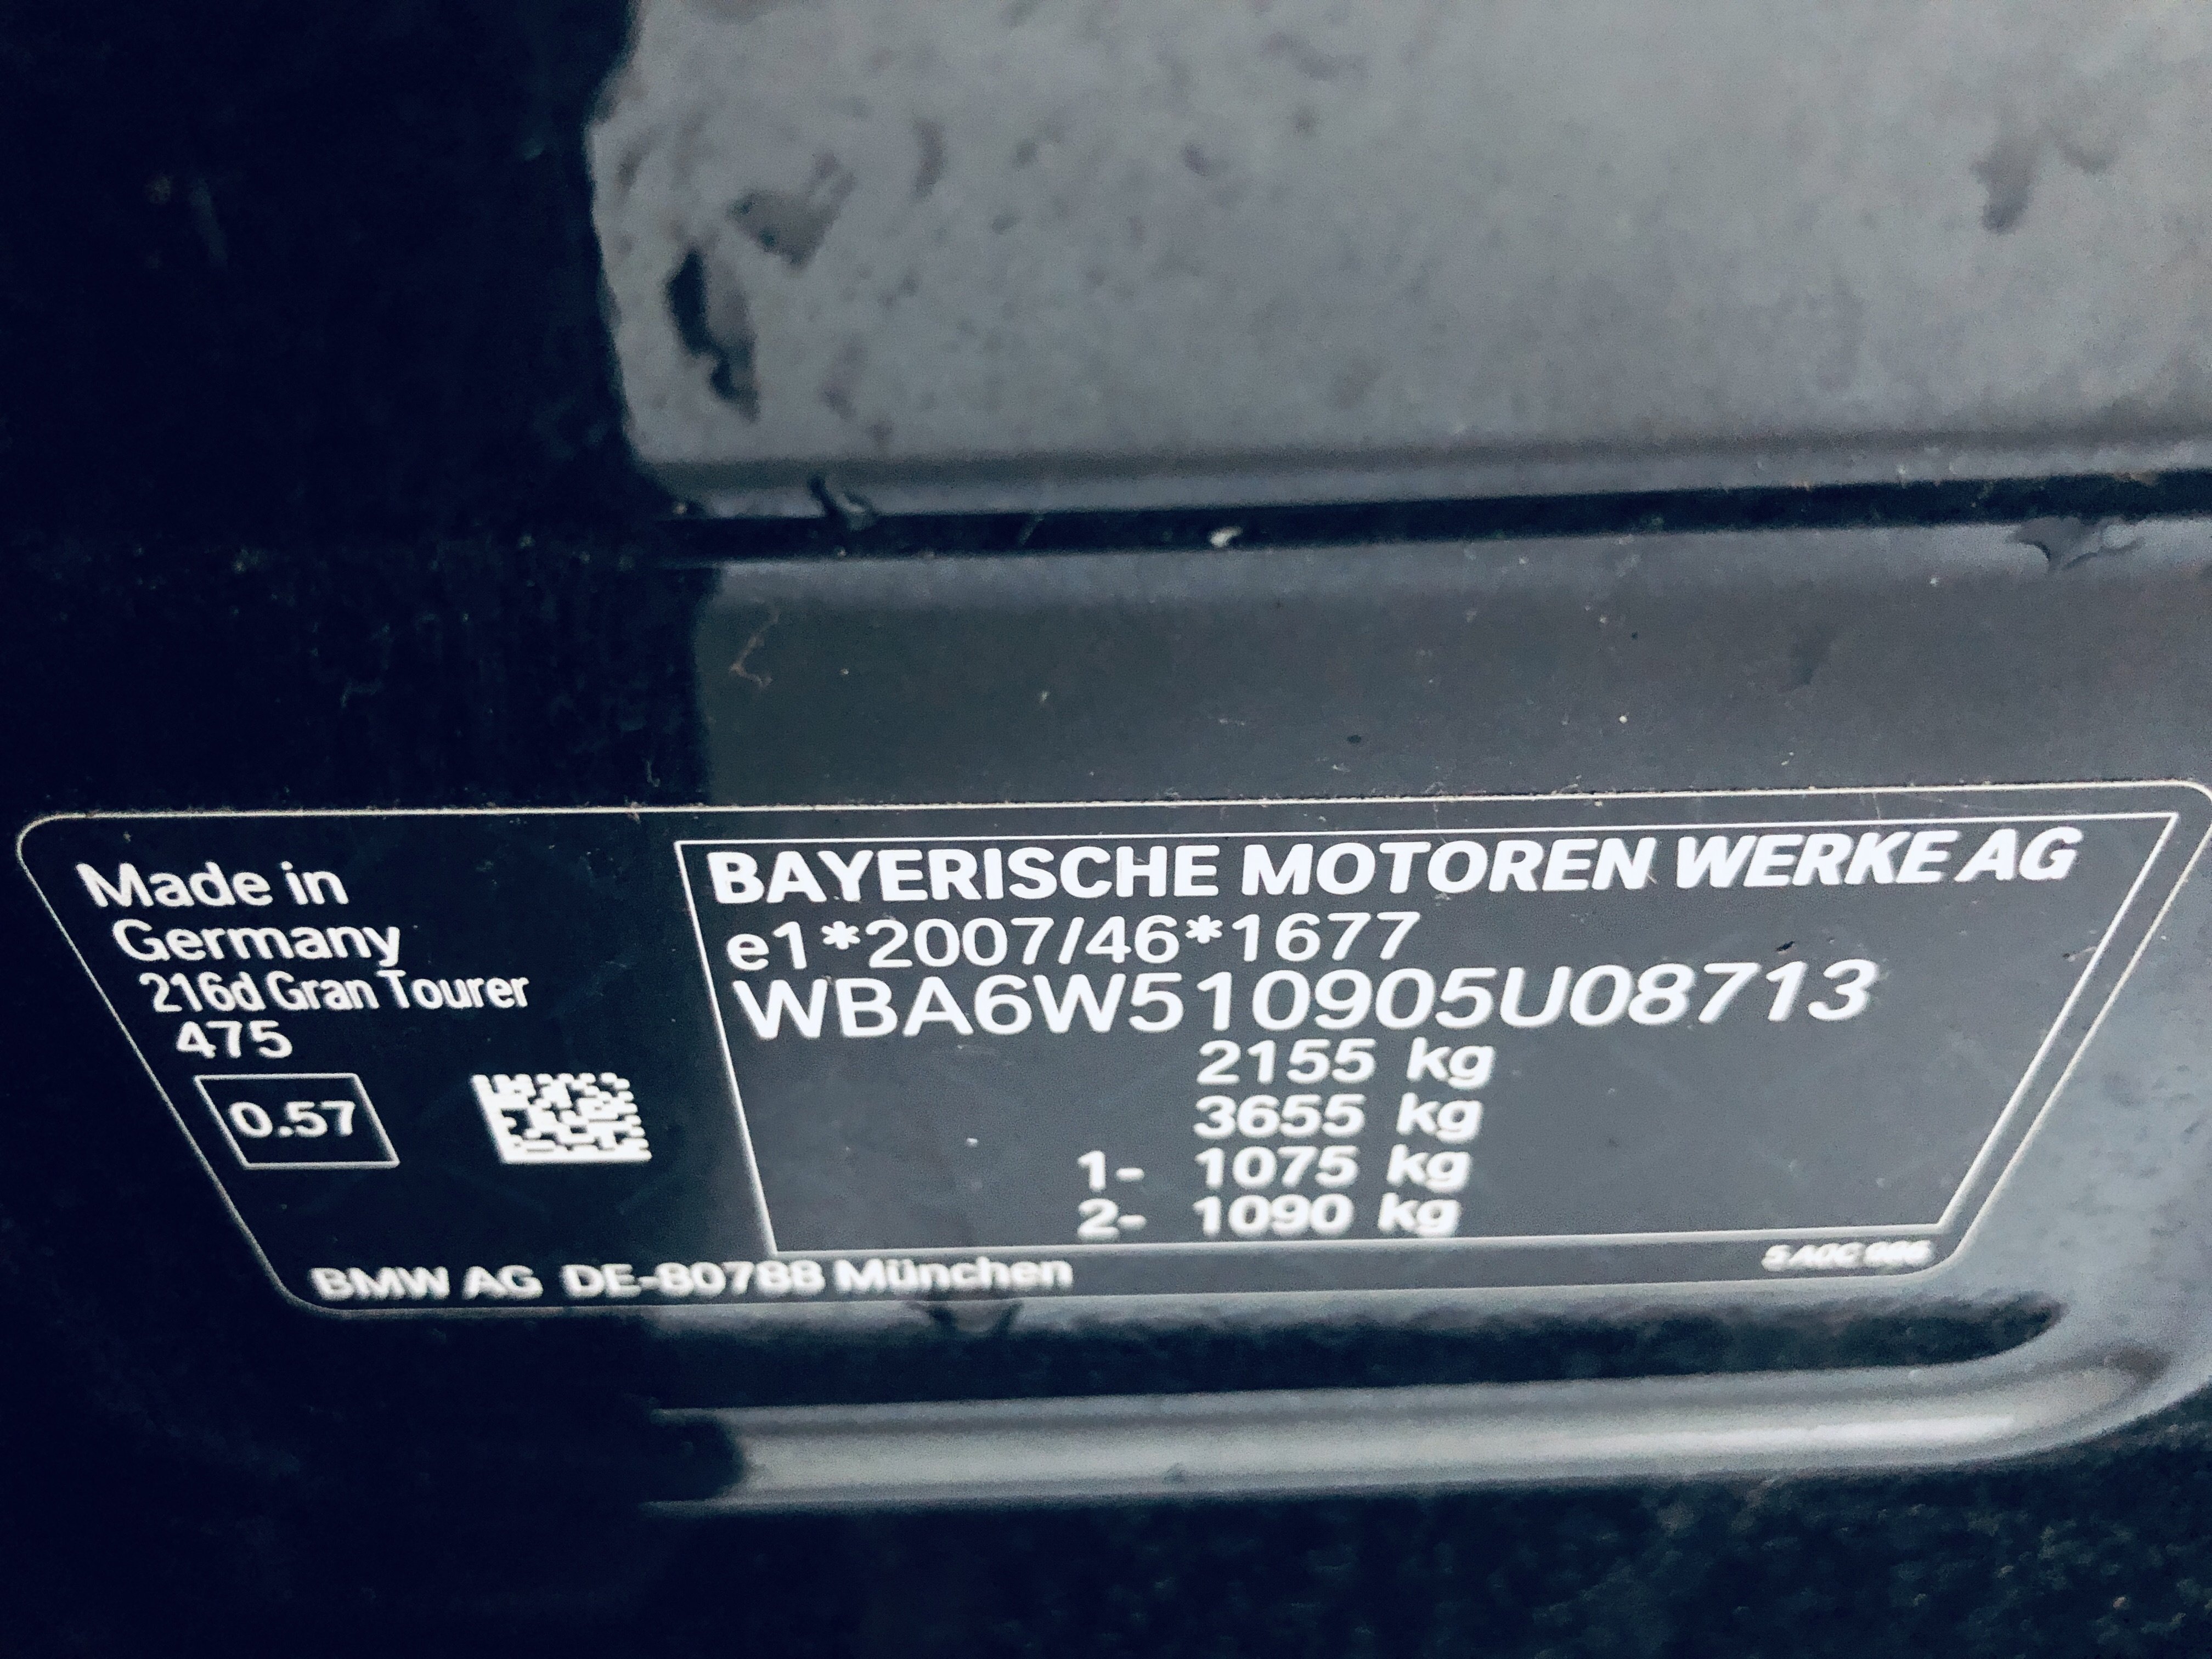 Made in
Germany
216d Gran Tourer
475
0.57
BAYERISCHE MOTOREN WERKE AG
e1*2007/46*1677
WBA6W510905U08713
2155 kg
3655 kg
1- 1075 kg
2- 1090 kg
BMW AG DE-80788 München